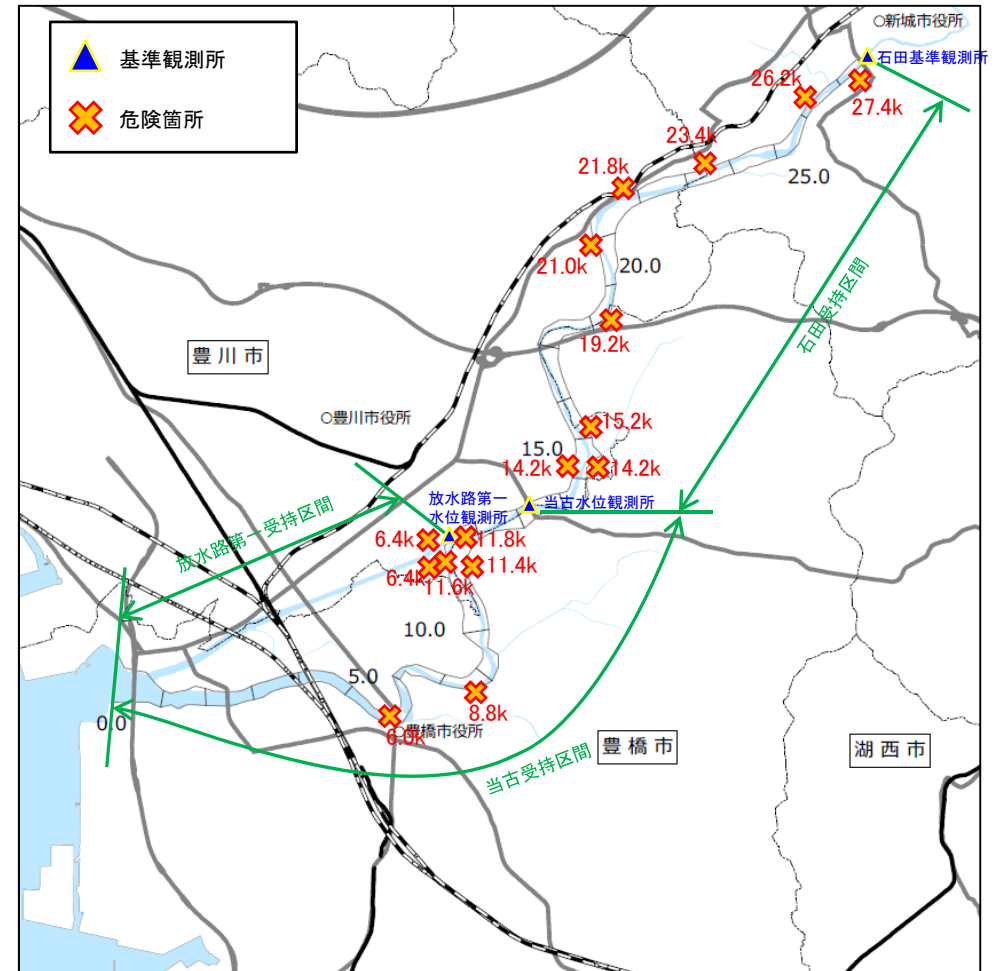 基準観測所
危険箇所
○新城市役所
石田基準観測所
26.2k
27.4k
23.4k
21.8k
25.0
21.0k
20.0
石田受持区間
19.2k
豊川市
○豊川市役所
15.2k
15.0
14.2k
14.2k
放水路第一
水位観測所
当古水位観測所
放水路第一受持区間
6.4k
11.8k
6.4k
11.6k
11.4k
10.0
5.0
8.8k
0.0
6.0k
○豊橋市役所
当古受持区間
豊橋市
湖西市